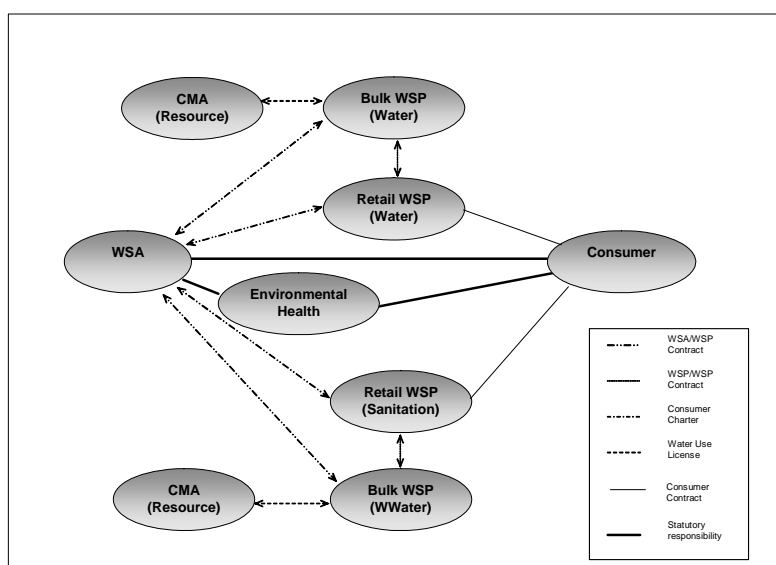 CMA
(Resource)
Bulk WSP
(Water)
Retail WSP
(Water)
WSA
Consumer
Environmental
Health
Retail WSP
(Sanitation)
CMA
(Resource)
Bulk WSP
(WWater)
WSA/WSP
Contract
WSP/WSP
Contract
Consumer
Charter
Water Use
License
Consumer
Contract
Statutory
responsibility